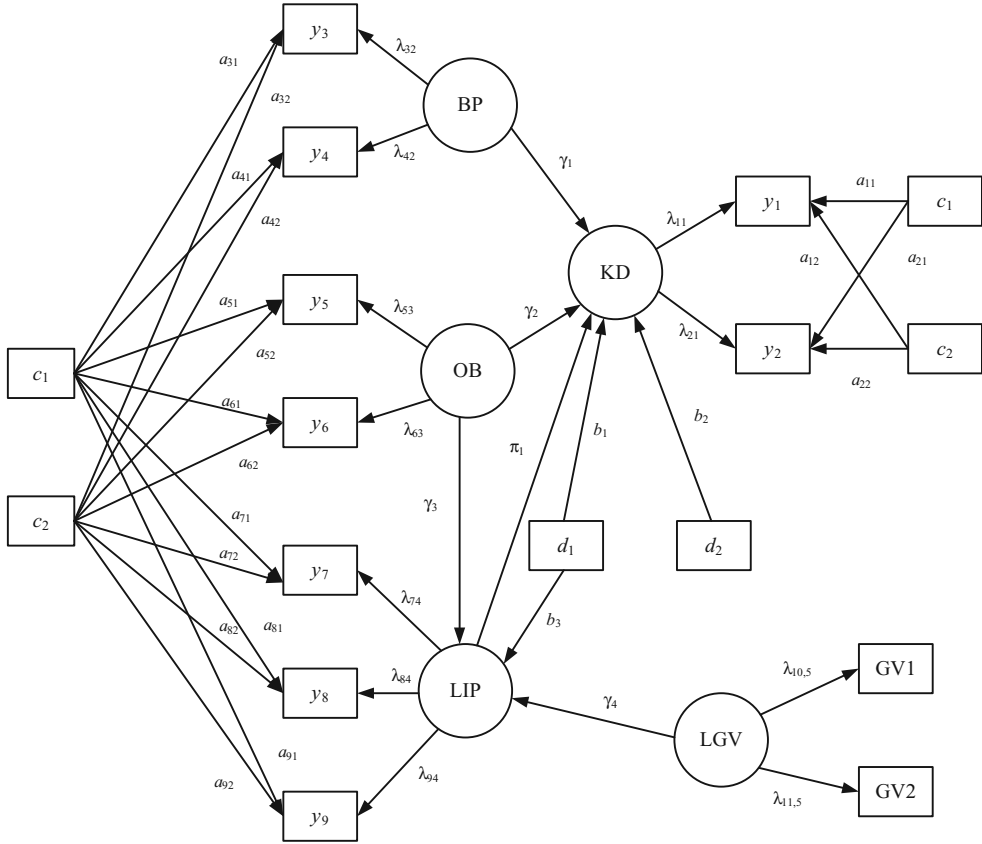 y₃
λ₃₂
a₃₁
a₃₂
BP
y₄
λ₄₂
a₄₁
a₄₂
γ₁
y₁
a₁₁
c₁
λ₁₁
KD
a₁₂
a₂₁
y₅
a₅₁
λ₅₃
γ₂
λ₂₁
y₂
c₂
a₅₂
OB
c₁
a₂₂
a₆₁
y₆
λ₆₃
b₁
b₂
a₆₂
π₁
γ₃
c₂
a₇₁
d₁
d₂
a₇₂
y₇
λ₇₄
a₈₂
a₈₁
b₃
λ₈₄
LIP
λ₁₀,₅
GV1
y₈
γ₄
LGV
a₉₁
a₉₂
λ₉₄
λ₁₁,₅
GV2
y₉